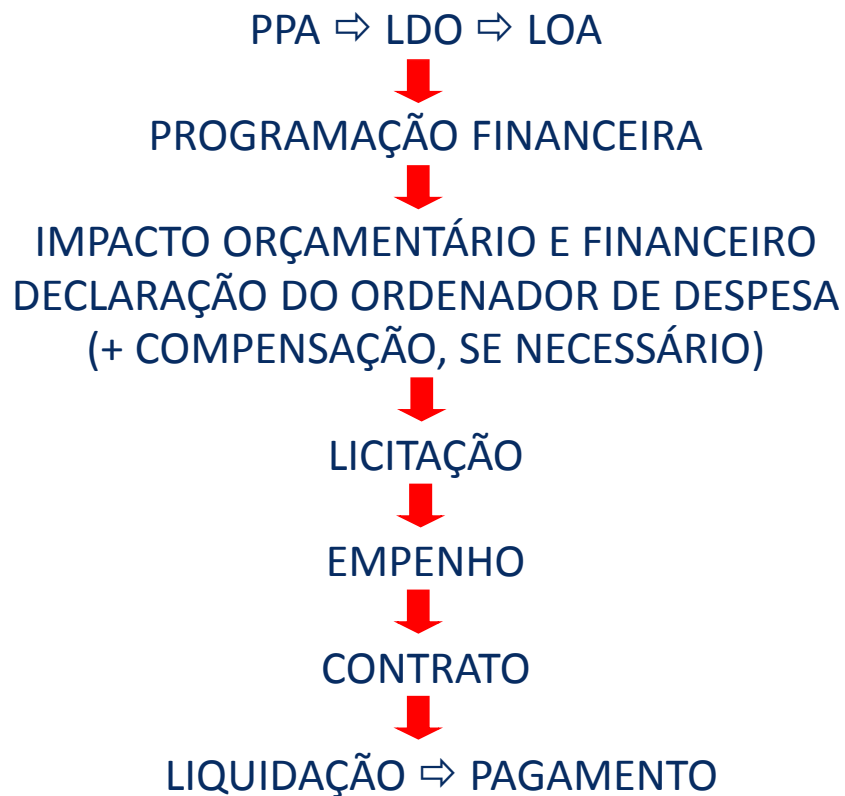 PPA ⇨ LDO ⇨ LOA
PROGRAMAÇÃO FINANCEIRA
IMPACTO ORÇAMENTÁRIO E FINANCEIRO
DECLARAÇÃO DO ORDENADOR DE DESPESA
(+ COMPENSAÇÃO, SE NECESSÁRIO)
LICITAÇÃO
EMPENHO
CONTRATO
LIQUIDAÇÃO ⇨ PAGAMENTO